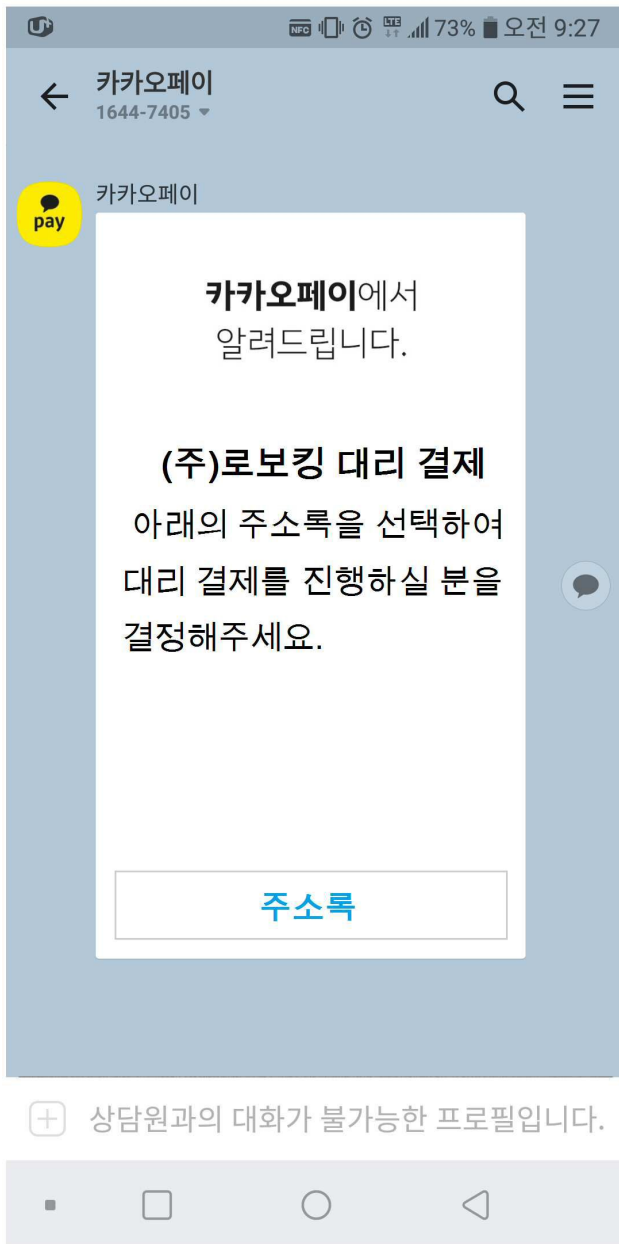 U+
NFC LTE 73% 오전 9:27
카카오페이
1644-7405
카카오페이
pay
카카오페이에서
알려드립니다.
(주)로보킹 대리 결제
아래의 주소록을 선택하여
대리 결제를 진행하실 분을
결정해주세요.
주소록
상담원과의 대화가 불가능한 프로필입니다.